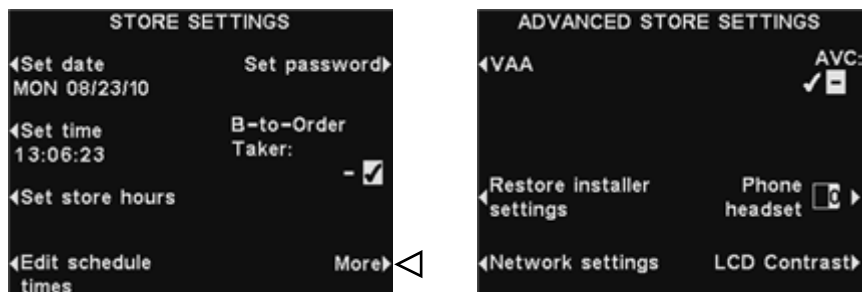 STORE SETTINGS
◀Set date
MON 08/23/10
Set password▶
◀Set time
13:06:23
B-to-Order
Taker:
- ✓
◀Set store hours
◀Edit schedule
times
More▶
ADVANCED STORE SETTINGS
◀VAA
AVC:
✓ -
◀Restore installer
settings
Phone
headset 0 ▶
◀Network settings
LCD Contrast▶